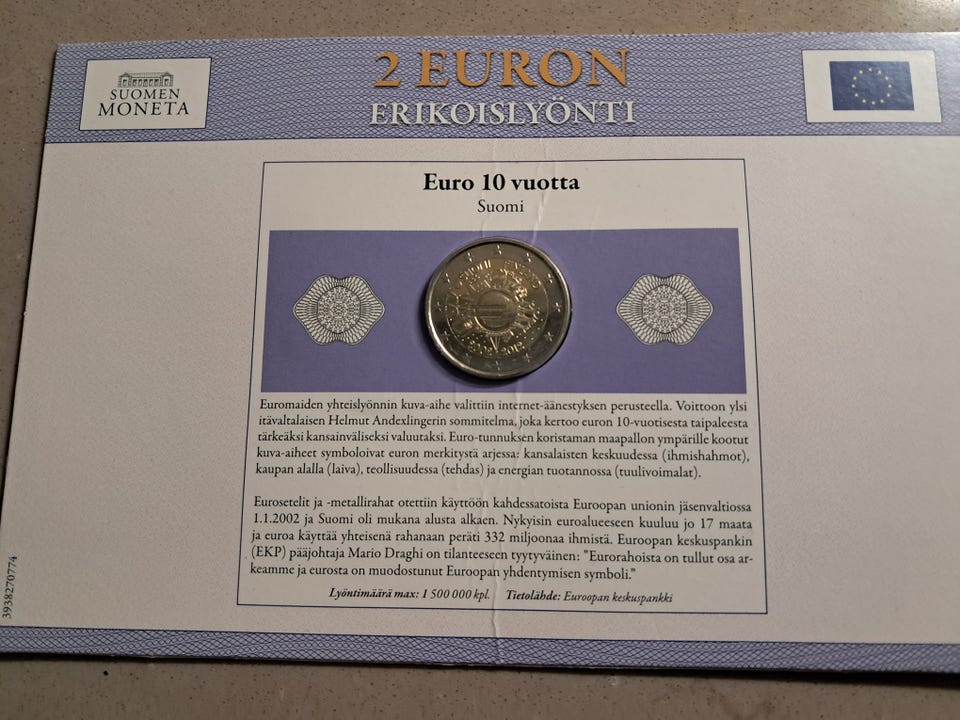 SUOMEN
MONETA
2 EURON
ERIKOISLYÖNTI
Euro 10 vuotta
Suomi
SUOMI FINLAND
2002 2012
Euromaiden yhteislyönnin kuva-aihe valittiin internet-äänestyksen perusteella. Voittoon ylsi
itävaltalaisen Helmut Andexlingerin sommitelma, joka kertoo euron 10-vuotisesta taipaleesta
tärkeäksi kansainväliseksi valuutaksi. Euro-tunnuksen koristaman maapallon ympärille kootut
kuva-aiheet symboloivat euron merkitystä arjessa: kansalaisten keskuudessa (ihmishahmot),
kaupan alalla (laiva), teollisuudessa (tehdas) ja energian tuotannossa (tuulivoimalat).
Eurosetelit ja -metallirahat otettiin käyttöön kahdessatoista Euroopan unionin jäsenvaltiossa
1.1.2002 ja Suomi oli mukana alusta alkaen. Nykyisin euroalueeseen kuuluu jo 17 maata
ja euroa käyttää yhteisenä rahanaan peräti 332 miljoonaa ihmistä. Euroopan keskuspankin
(EKP) pääjohtaja Mario Draghi on tilanteeseen tyytyväinen: "Eurorahoista on tullut osa ar-
keamme ja eurosta on muodostunut Euroopan yhdentymisen symboli."
Lyöntimäärä max: 1 500 000 kpl. Tietolähde: Euroopan keskuspankki
3938270774